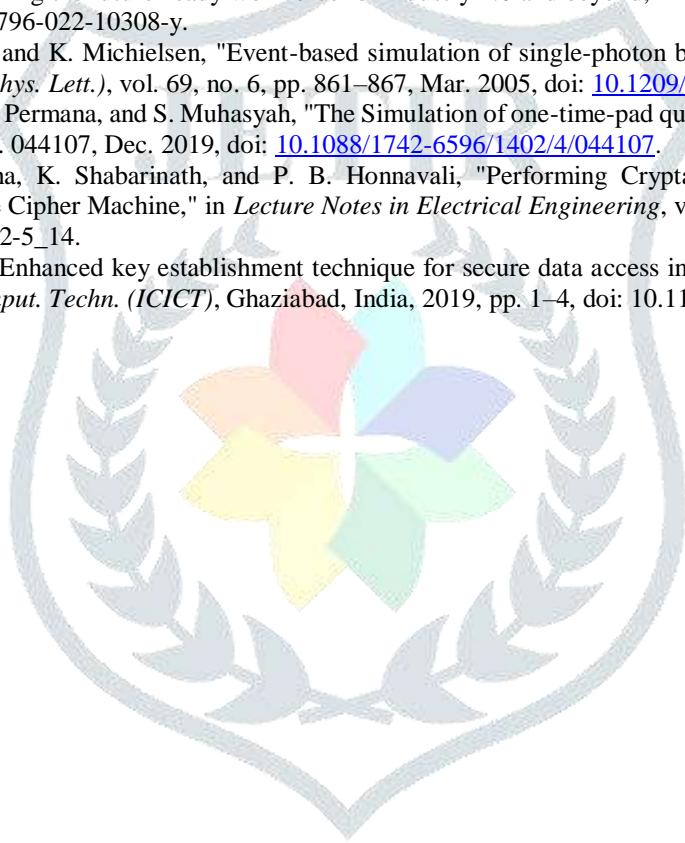 796-022-10308-y.
and K. Michielsen, "Event-based simulation of single-photon b
hys. Lett.), vol. 69, no. 6, pp. 861–867, Mar. 2005, doi: 10.1209/
Permana, and S. Muhasyah, "The Simulation of one-time-pad qu
. 044107, Dec. 2019, doi: 10.1088/1742-6596/1402/4/044107.
na, K. Shabarinath, and P. B. Honnavali, "Performing Crypta
e Cipher Machine," in Lecture Notes in Electrical Engineering, v
2-5_14.
Enhanced key establishment technique for secure data access in
nput. Techn. (ICICT), Ghaziabad, India, 2019, pp. 1–4, doi: 10.11
JETIR